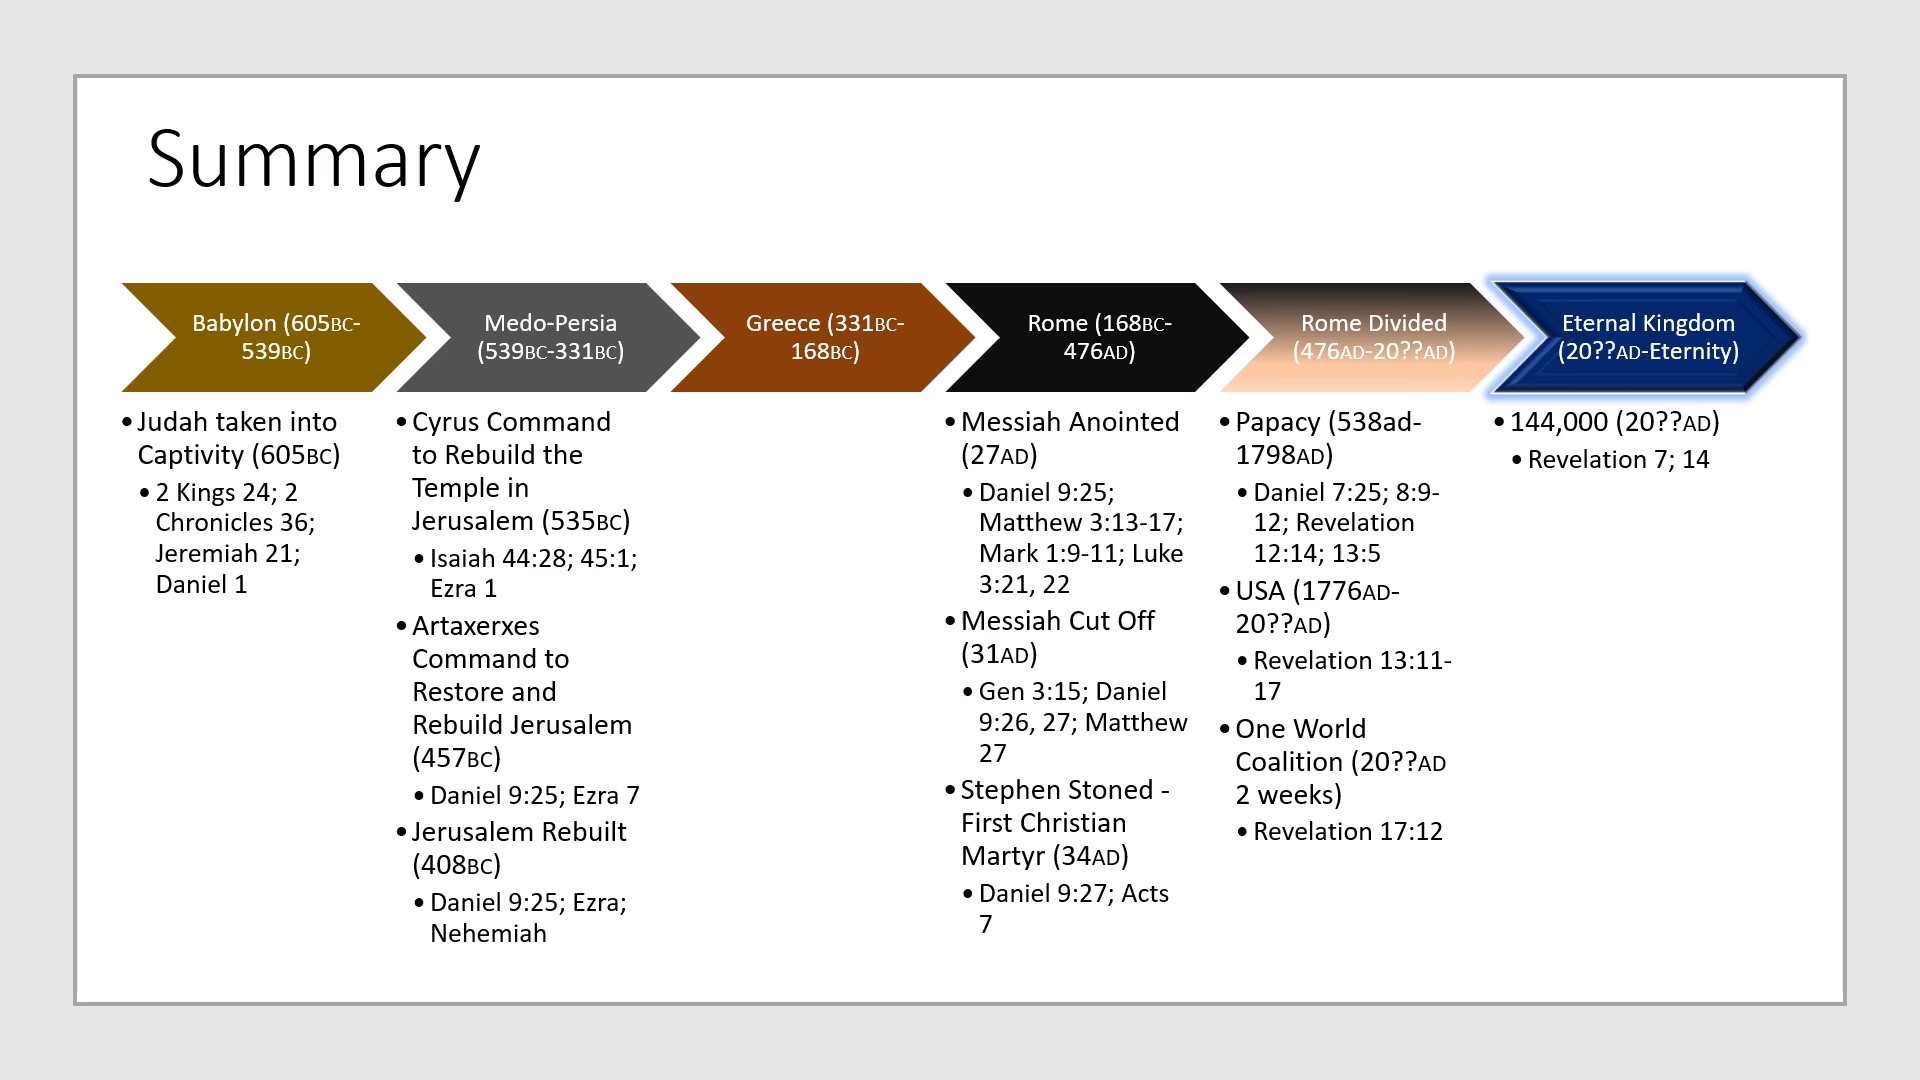 Summary
Babylon (605BC-
539BC)
Medo-Persia
(539BC-331BC)
Greece (331BC-
168BC)
Rome (168BC-
476AD)
Rome Divided
(476AD-20??AD)
Eternal Kingdom
(20??AD-Eternity)
•Judah taken into
Captivity (605BC)
•2 Kings 24; 2
Chronicles 36;
Jeremiah 21;
Daniel 1
•Cyrus Command
to Rebuild the
Temple in
Jerusalem (535BC)
•Isaiah 44:28; 45:1;
Ezra 1
•Artaxerxes
Command to
Restore and
Rebuild Jerusalem
(457BC)
•Daniel 9:25; Ezra 7
•Jerusalem Rebuilt
(408BC)
•Daniel 9:25; Ezra;
Nehemiah
•Messiah Anointed
(27AD)
•Daniel 9:25;
Matthew 3:13-17;
Mark 1:9-11; Luke
3:21, 22
•Messiah Cut Off
(31AD)
•Gen 3:15; Daniel
9:26, 27; Matthew
27
•Stephen Stoned -
First Christian
Martyr (34AD)
•Daniel 9:27; Acts
7
•Papacy (538ad-
1798AD)
•Daniel 7:25; 8:9-
12; Revelation
12:14; 13:5
•USA (1776AD-
20??AD)
•Revelation 13:11-
17
•One World
Coalition (20??AD
2 weeks)
•Revelation 17:12
•144,000 (20??AD)
•Revelation 7; 14